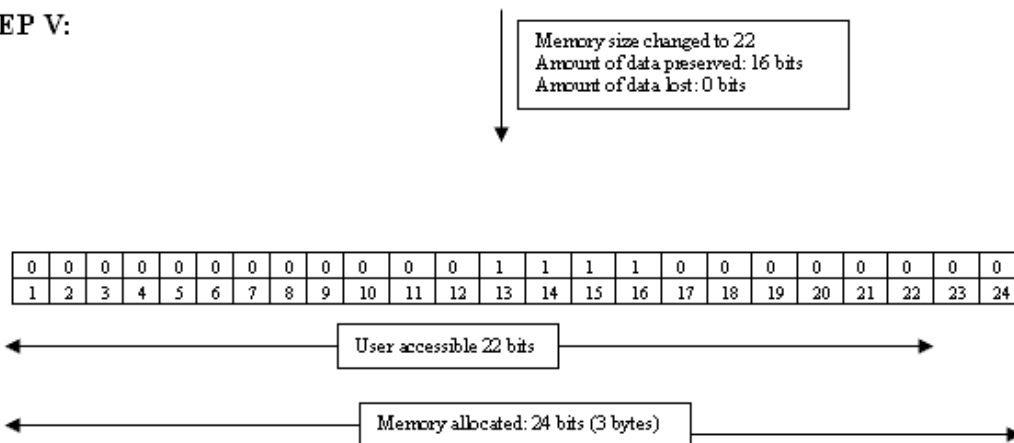 EP V:
Memory size changed to 22
Amount of data preserved: 16 bits
Amount of data lost: 0 bits
0 0 0 0 0 0 0 0 0 0 0 0 1 1 1 1 0 0 0 0 0 0 0 0
1 2 3 4 5 6 7 8 9 10 11 12 13 14 15 16 17 18 19 20 21 22 23 24
User accessible 22 bits
Memory allocated: 24 bits (3 bytes)